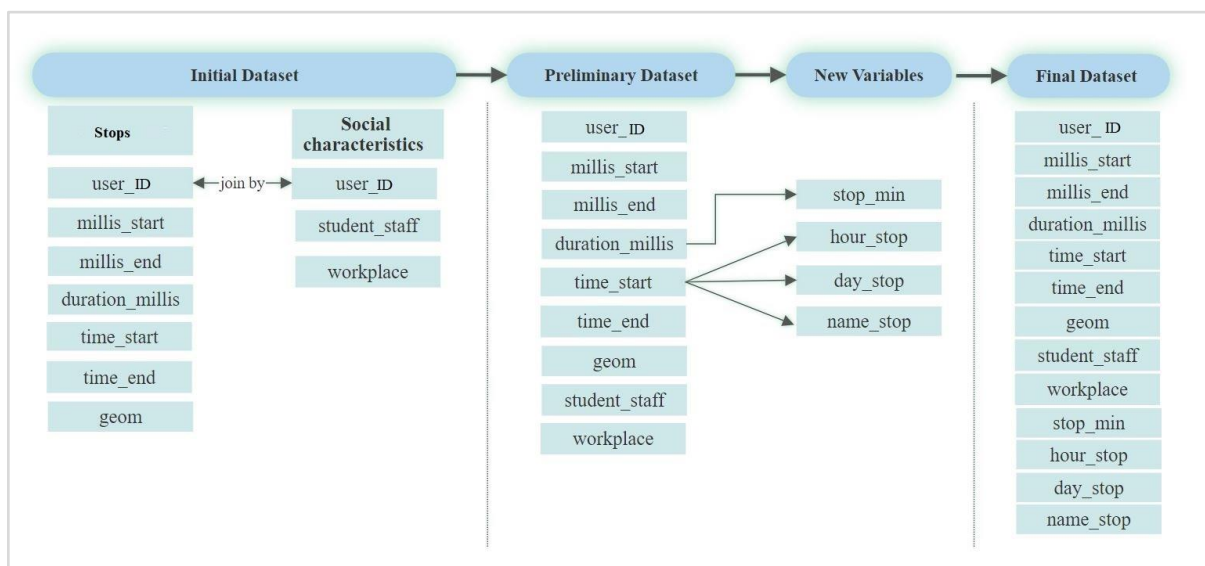 Initial Dataset
Preliminary Dataset
New Variables
Final Dataset
Stops
user_ID
millis_start
millis_end
duration_millis
time_start
time_end
geom
join by
Social
characteristics
user_ID
student_staff
workplace
user_ID
millis_start
millis_end
duration_millis
time_start
time_end
geom
student_staff
workplace
stop_min
hour_stop
day_stop
name_stop
user_ID
millis_start
millis_end
duration_millis
time_start
time_end
geom
student_staff
workplace
stop_min
hour_stop
day_stop
name_stop